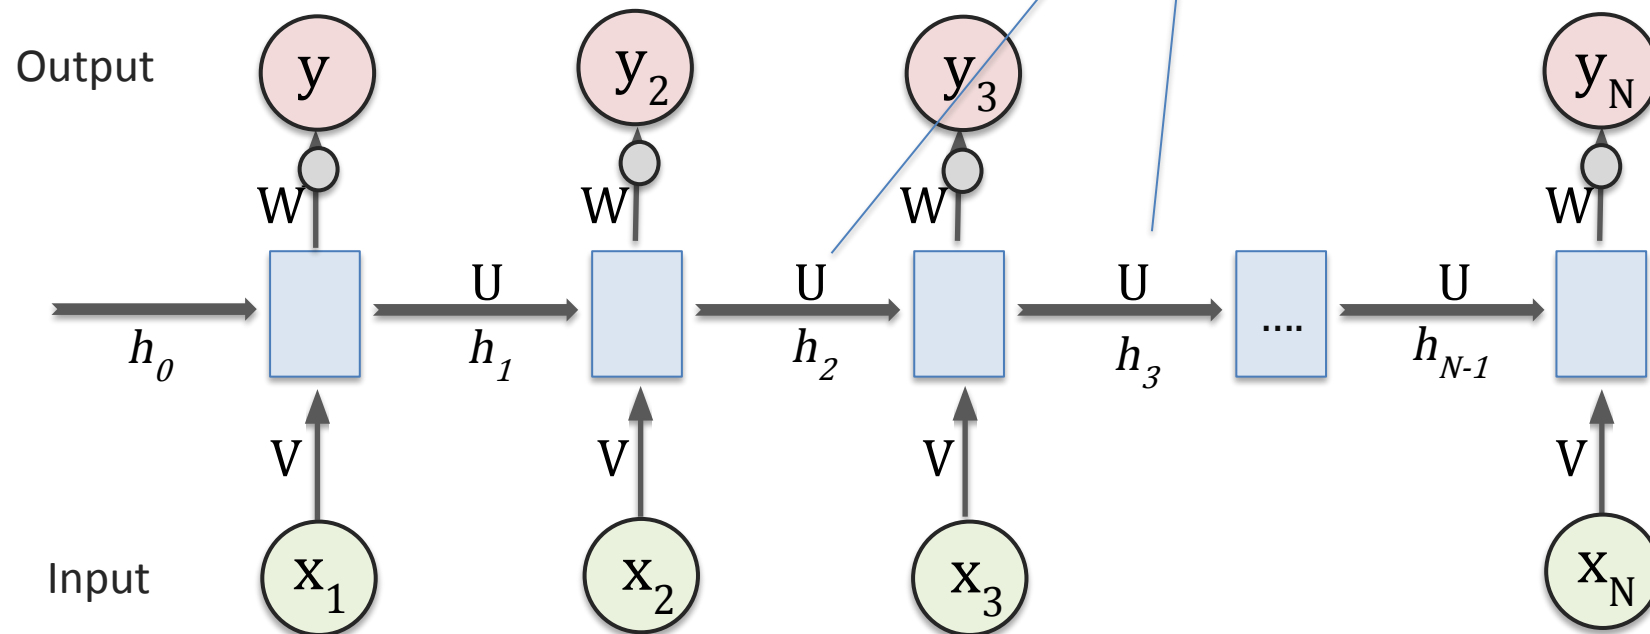 Output y y2 y3 yN
W W W W
U U U U
....
h0 h1 h2 h3 hN-1
V V V V
Input x1 x2 x3 xN